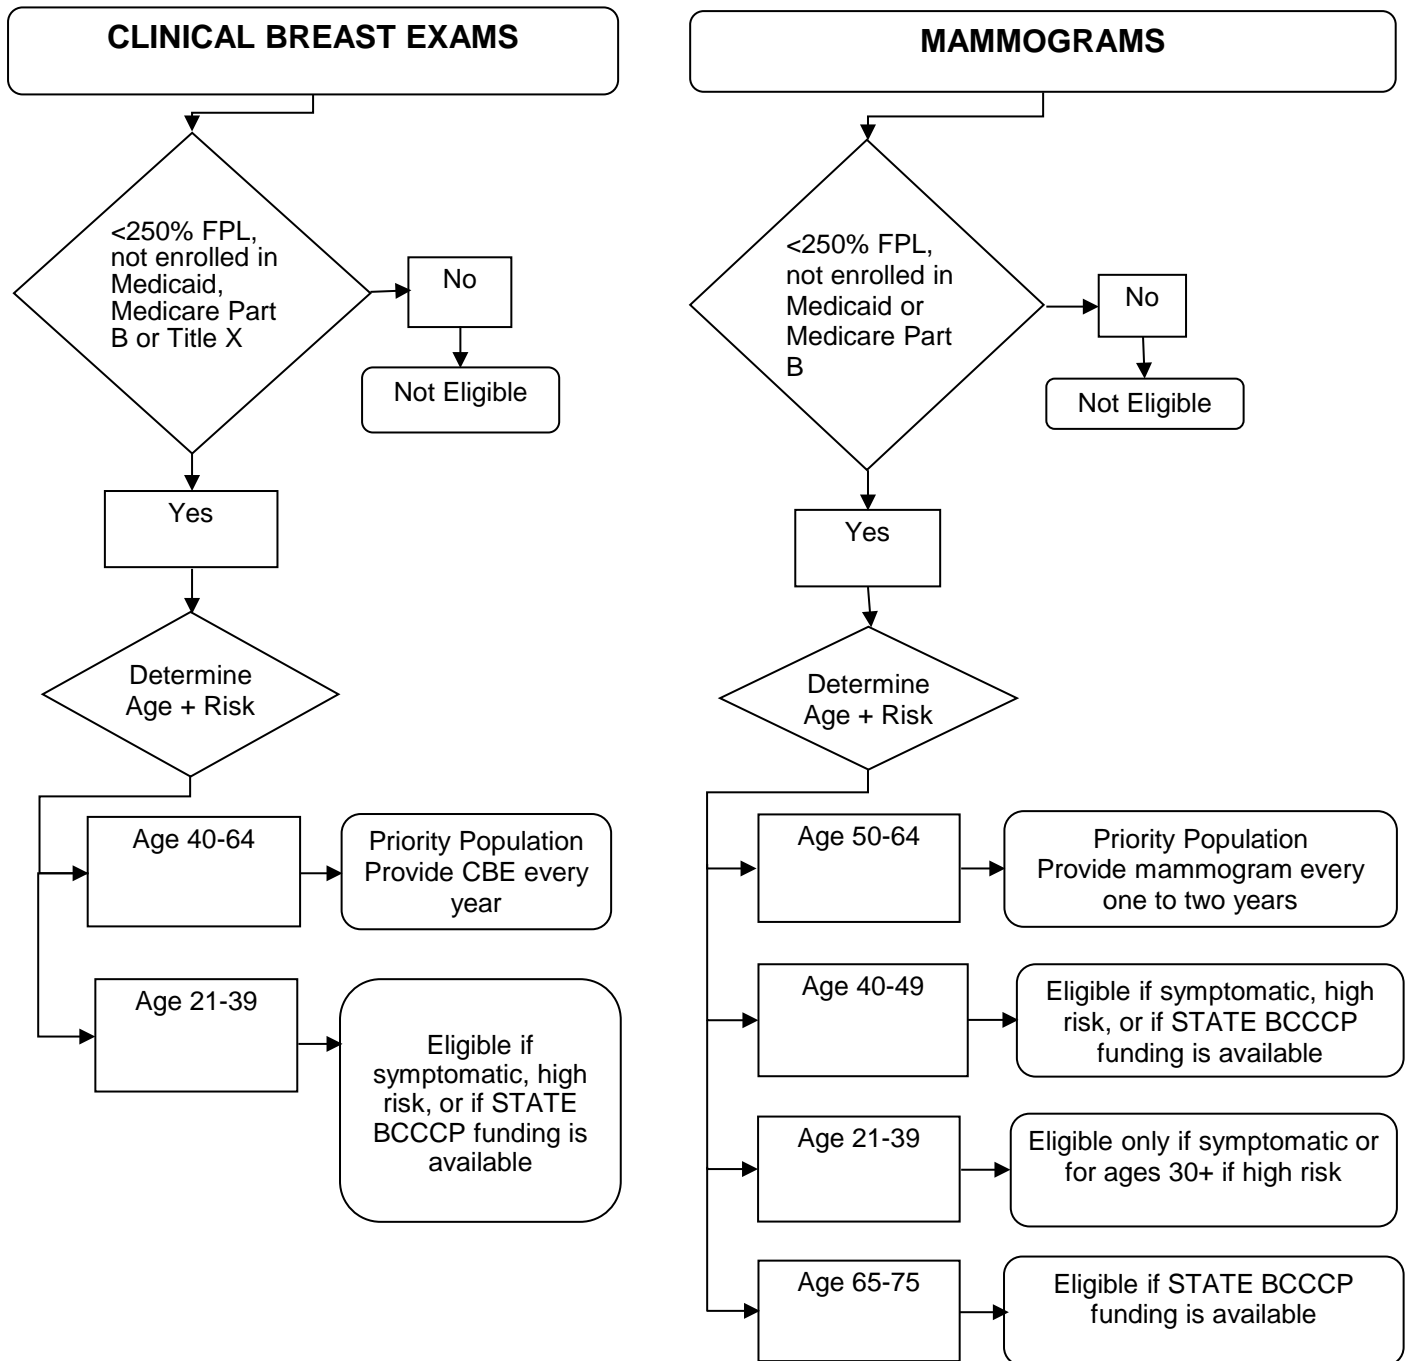 CLINICAL BREAST EXAMS
<250% FPL,
not enrolled in
Medicaid,
Medicare Part
B or Title X
No
Not Eligible
Yes
Determine
Age + Risk
Age 40-64
Priority Population
Provide CBE every
year
Age 21-39
Eligible if
symptomatic, high
risk, or if STATE
BCCCP funding is
available
MAMMOGRAMS
<250% FPL,
not enrolled in
Medicaid or
Medicare Part
B
No
Not Eligible
Yes
Determine
Age + Risk
Age 50-64
Priority Population
Provide mammogram every
one to two years
Age 40-49
Eligible if symptomatic, high
risk, or if STATE BCCCP
funding is available
Age 21-39
Eligible only if symptomatic or
for ages 30+ if high risk
Age 65-75
Eligible if STATE BCCCP
funding is available